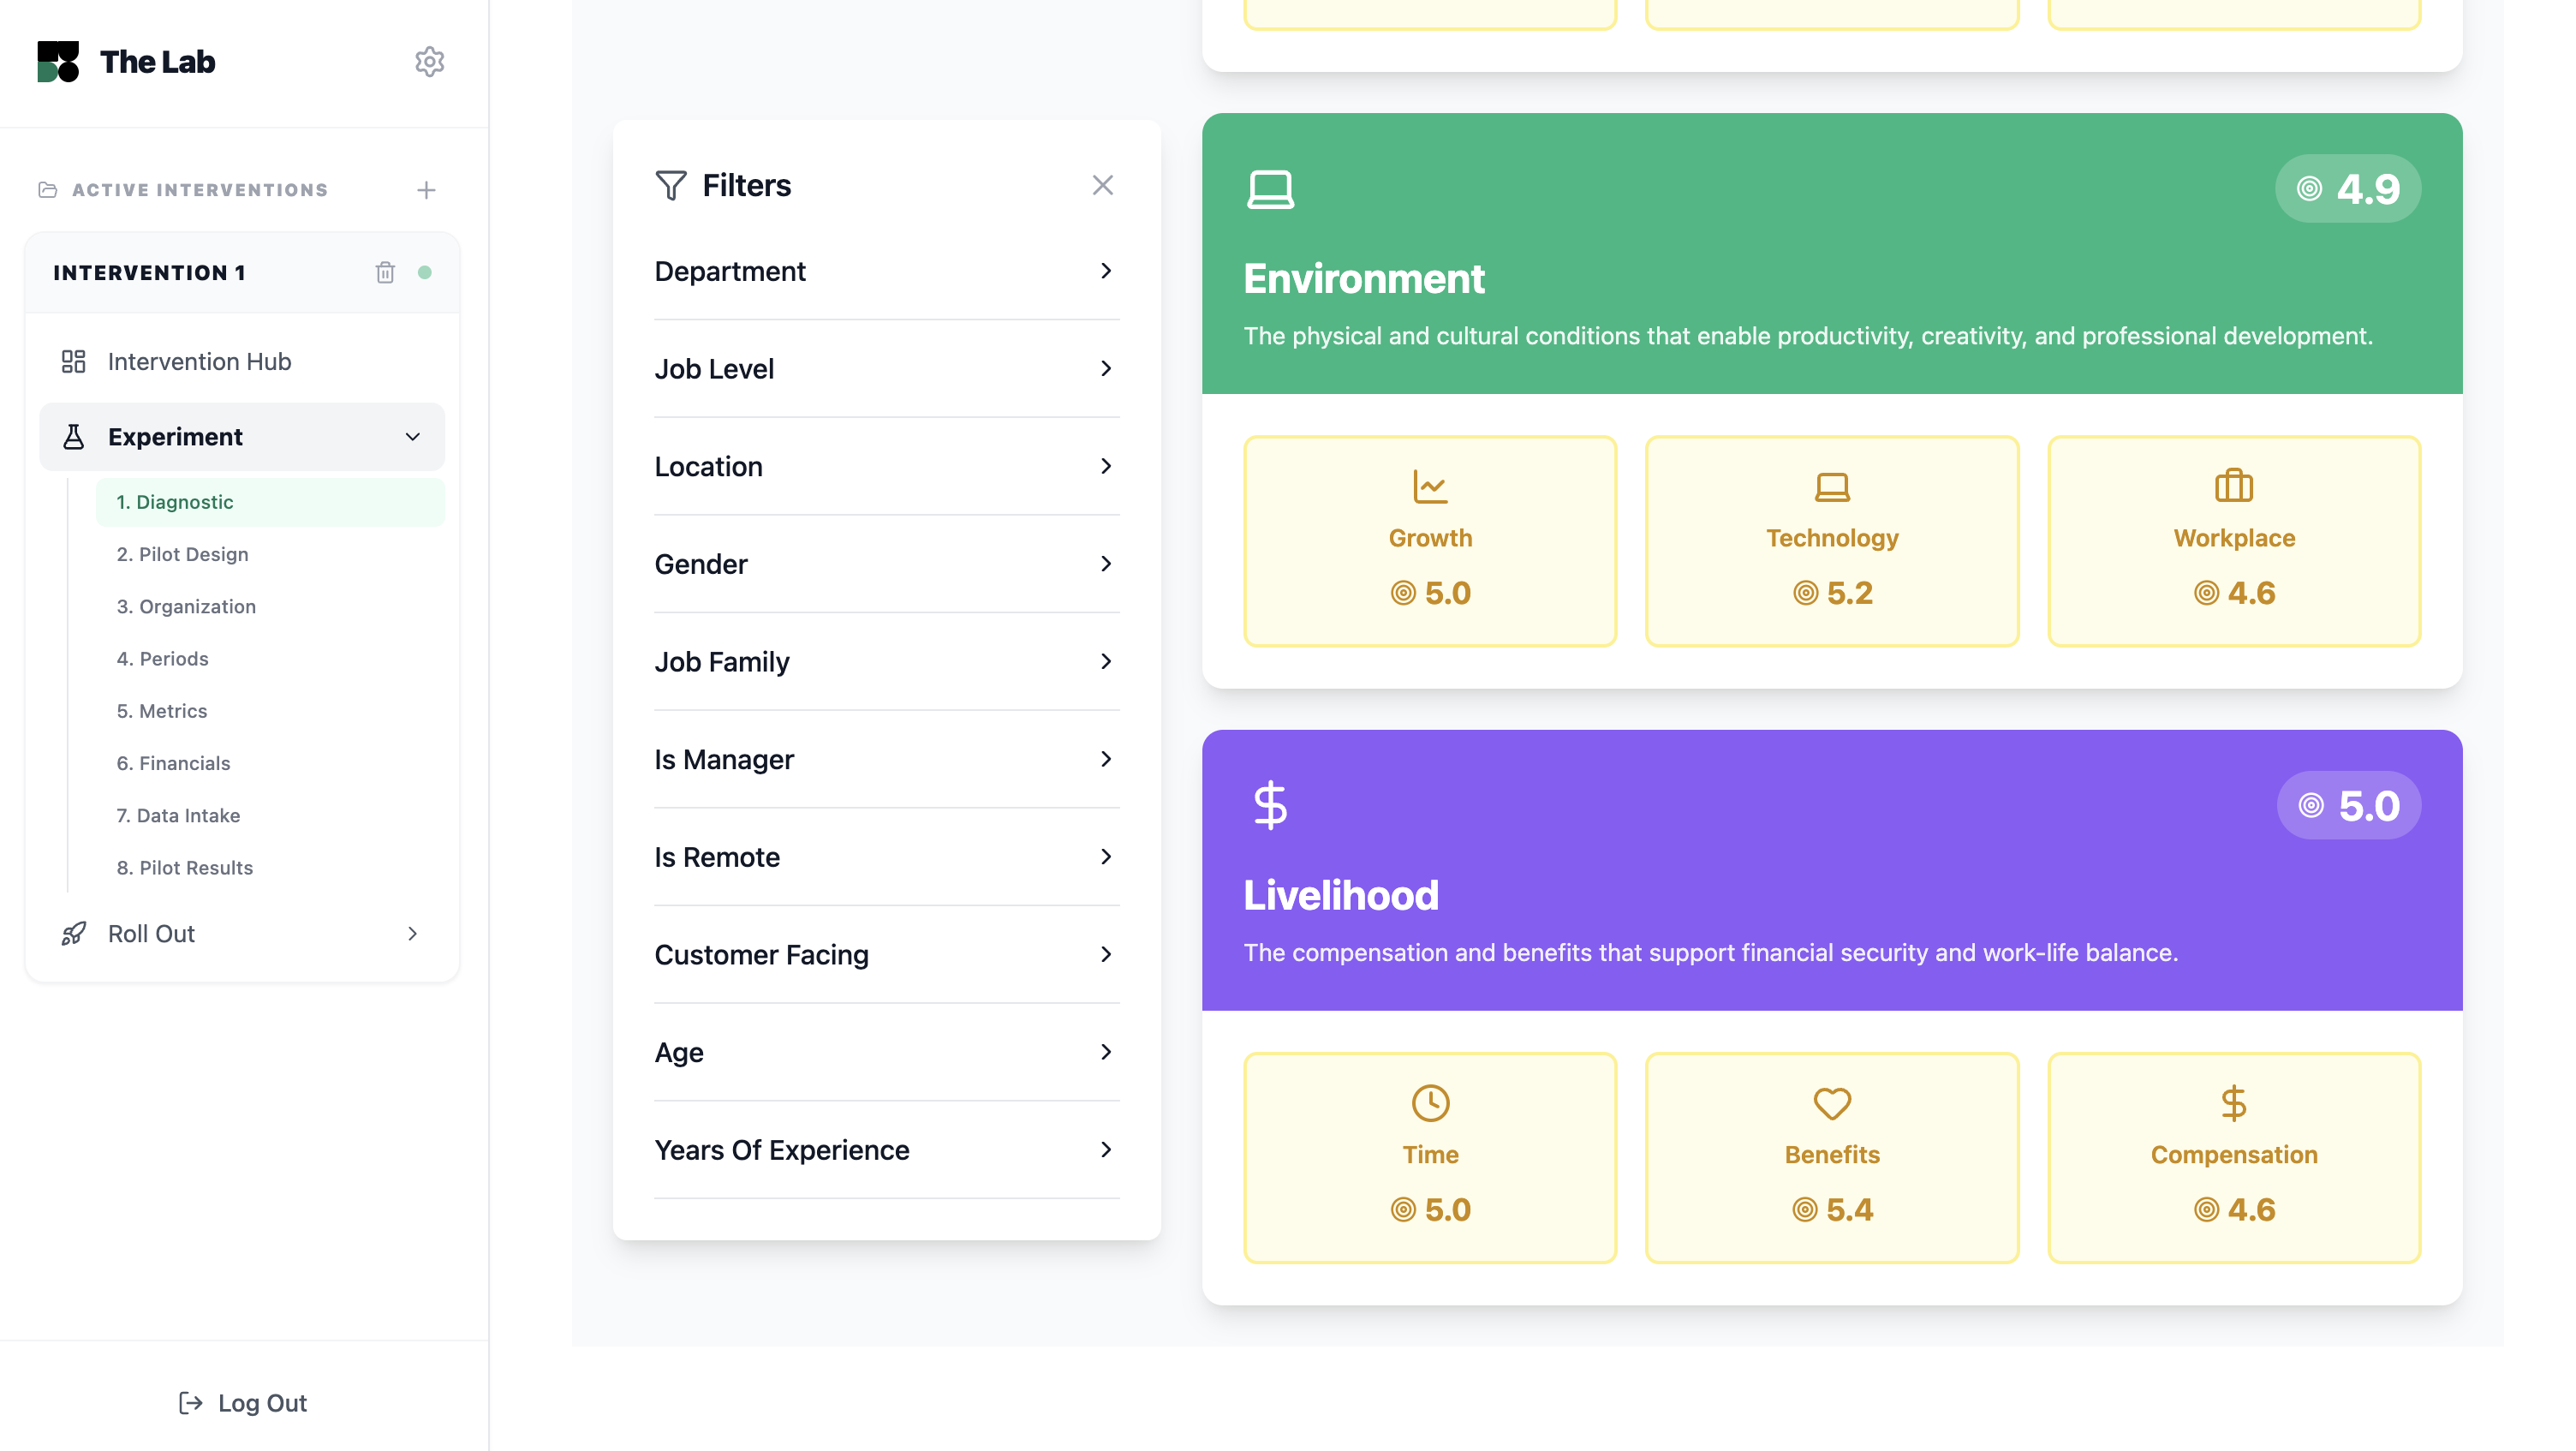 The Lab
ACTIVE INTERVENTIONS
INTERVENTION 1
Intervention Hub
Experiment
1. Diagnostic
2. Pilot Design
3. Organization
4. Periods
5. Metrics
6. Financials
7. Data Intake
8. Pilot Results
Roll Out
Log Out
Filters
Department
Job Level
Location
Gender
Job Family
Is Manager
Is Remote
Customer Facing
Age
Years Of Experience
4.9
Environment
The physical and cultural conditions that enable productivity, creativity, and professional development.
Growth
5.0
Technology
5.2
Workplace
4.6
5.0
Livelihood
The compensation and benefits that support financial security and work-life balance.
Time
5.0
Benefits
5.4
Compensation
4.6